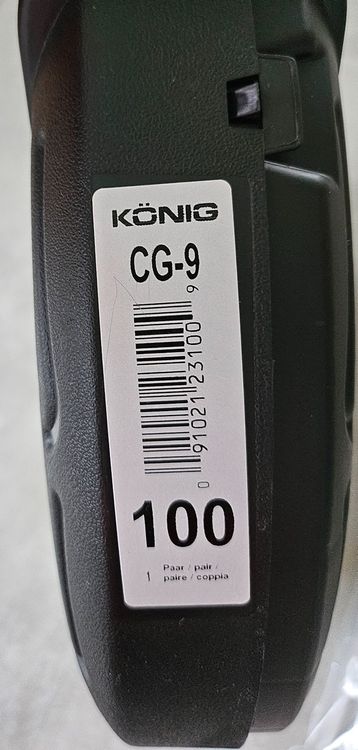 KÖNIG
CG-9
0 91021 23100 9
100
1 Paar / pair /
paire / coppia